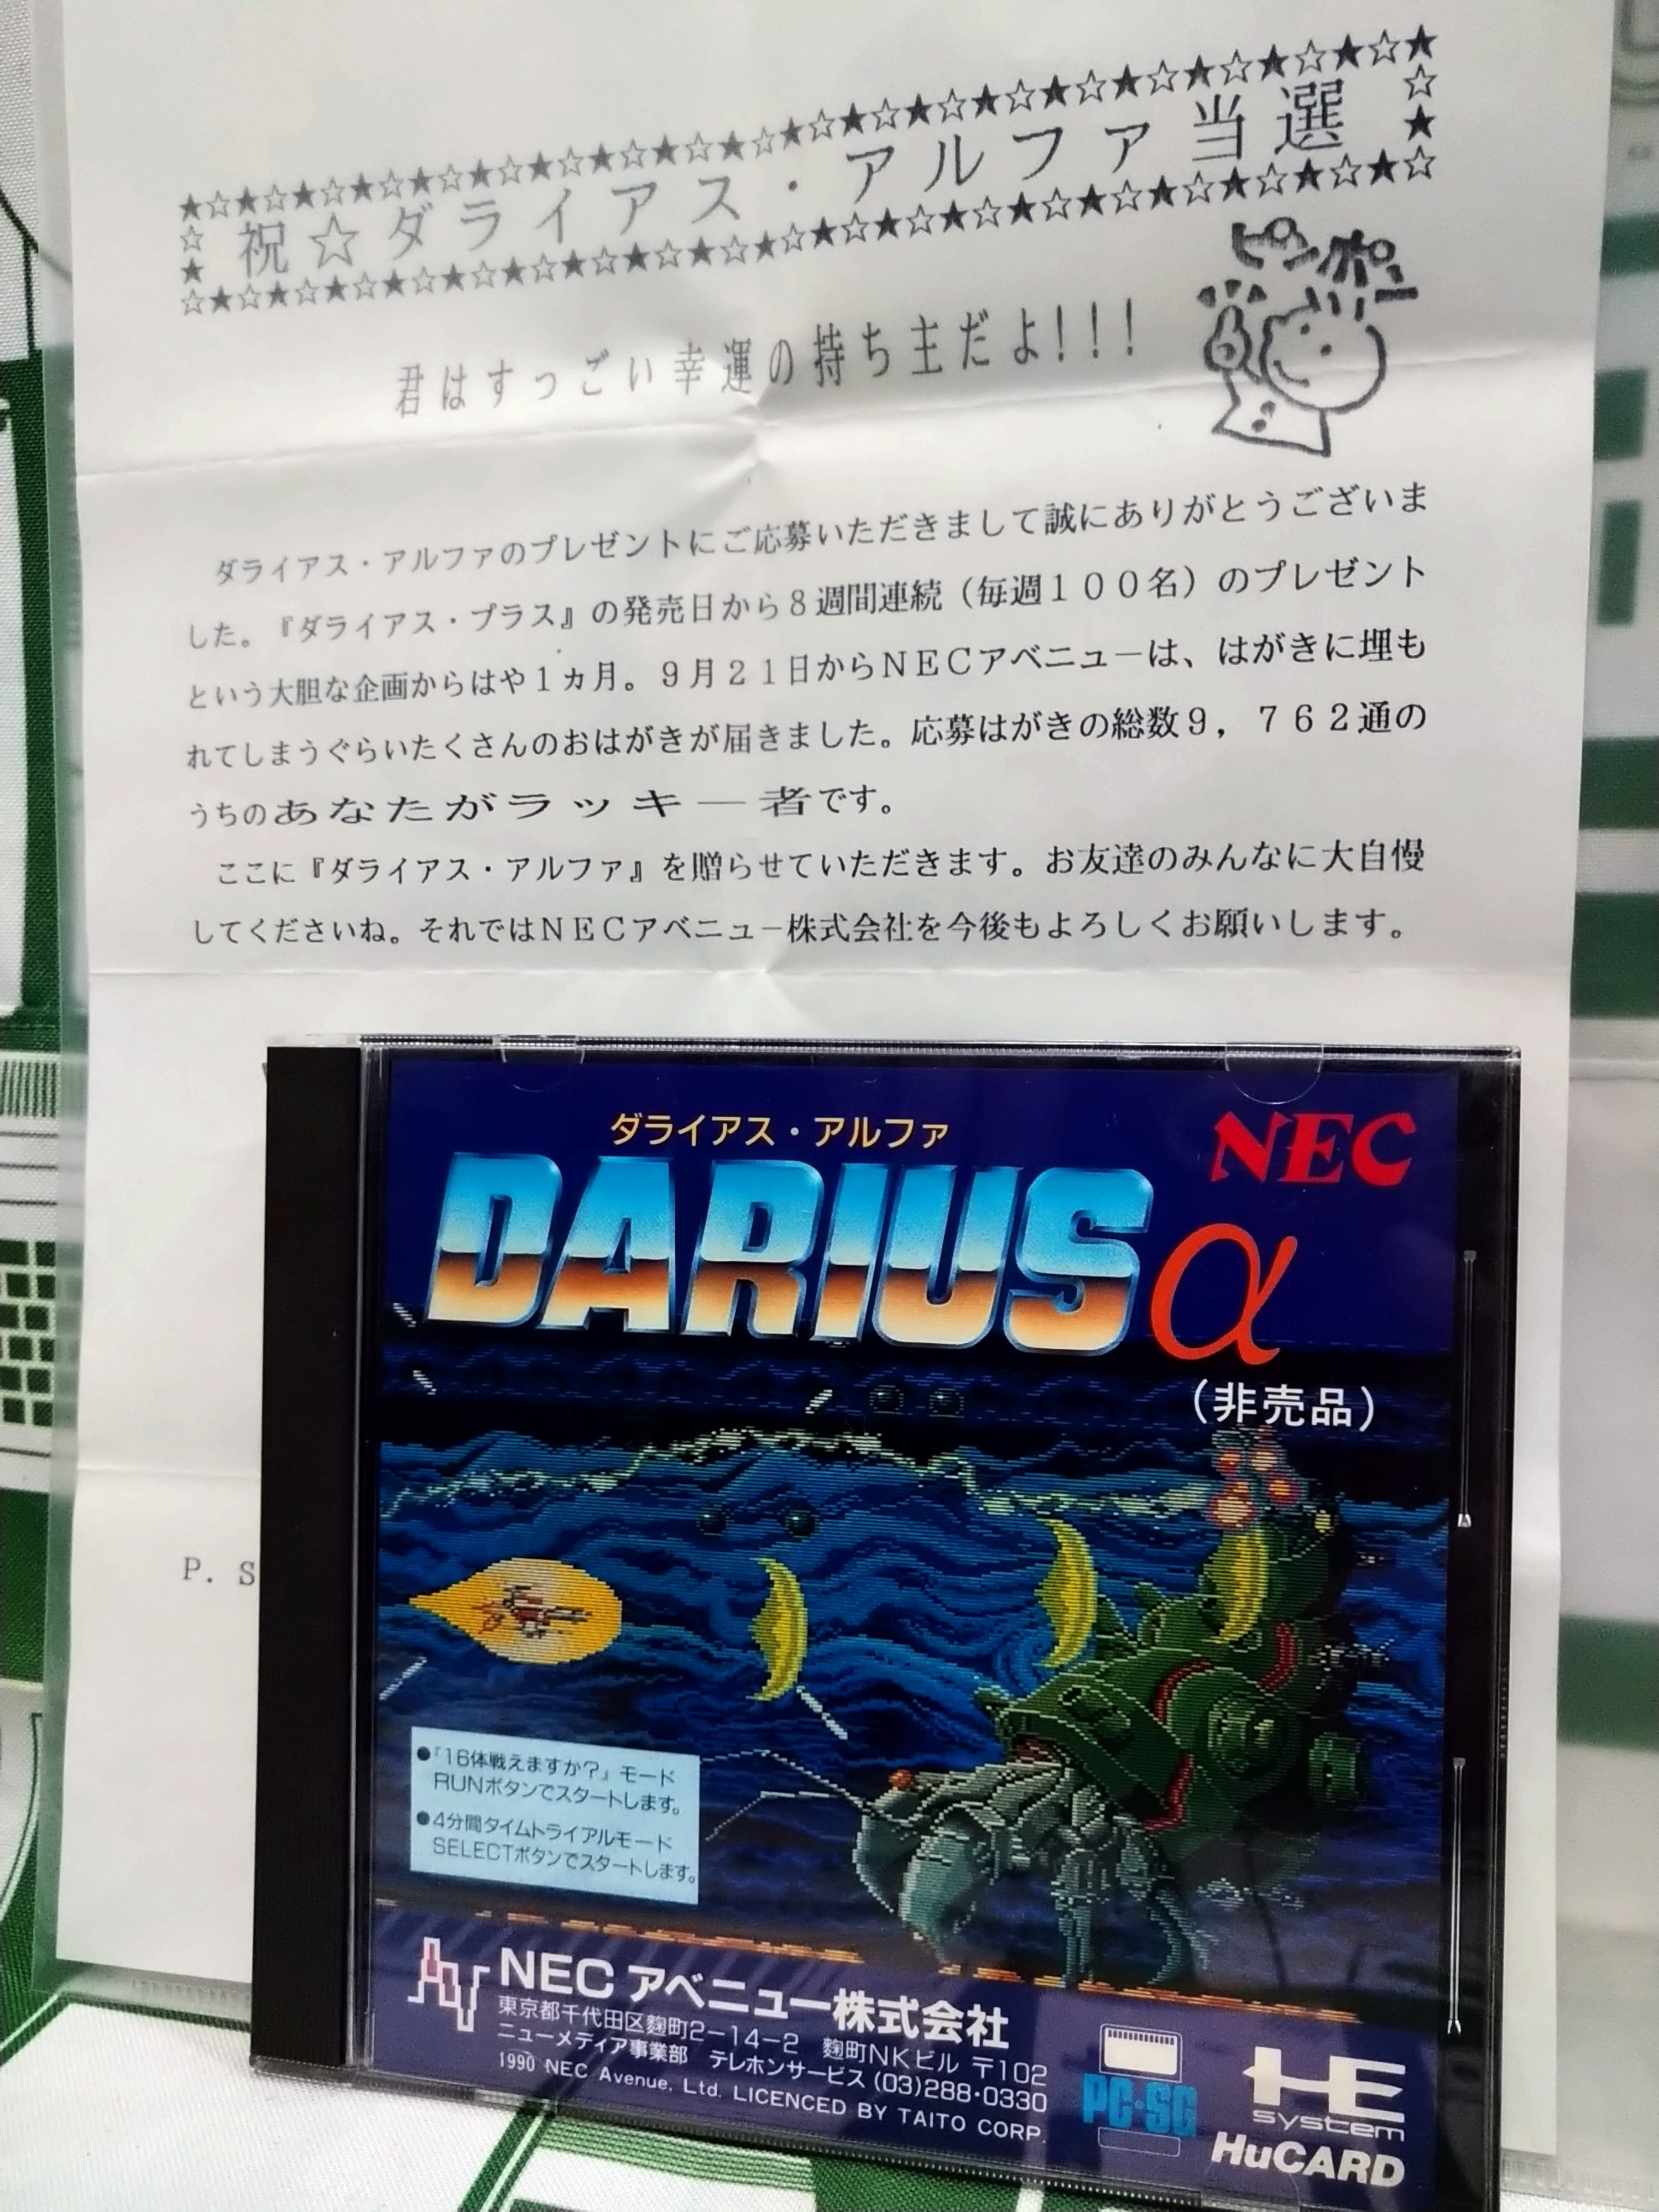 ★☆★☆★☆★☆★☆★☆★☆★☆★☆★☆★☆★☆★☆★☆★☆★☆★☆★☆★☆★
☆ 祝☆ダライアス・アルファ当選 ☆
★ ★
☆★☆★☆★☆★☆★☆★☆★☆★☆★☆★☆★☆★☆★☆★☆★☆★☆★☆★☆★☆
ピンポ〜ン
君はすっごい幸運の持ち主だよ!!!
ダライアス・アルファのプレゼントにご応募いただきまして誠にありがとうございま
した。『ダライアス・プラス』の発売日から8週間連続(毎週100名)のプレゼント
という大胆な企画からはや1ヵ月。9月21日からNECアベニューは、はがきに埋も
れてしまうぐらいたくさんのおはがきが届きました。応募はがきの総数9,762通の
うちのあなたがラッキー者です。
ここに『ダライアス・アルファ』を贈らせていただきます。お友達のみんなに大自慢
してくださいね。それではNECアベニュー株式会社を今後もよろしくお願いします。
P. S
ダライアス・アルファ
NEC
DARIUS α
(非売品)
●『16体戦えますか?』モード
RUNボタンでスタートします。
●4分間タイムトライアルモード
SELECTボタンでスタートします。
NEC アベニュー株式会社
東京都千代田区麹町2-14-2 麹町NKビル 〒102
ニューメディア事業部 テレホンサービス (03)288・0330
1990 NEC Avenue, Ltd. LICENCED BY TAITO CORP.
PC・SG
HE
system
HuCARD